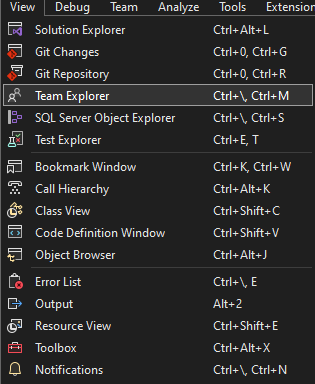 View Debug Team Analyze Tools Extension
Solution Explorer Ctrl+Alt+L
Git Changes Ctrl+0, Ctrl+G
Git Repository Ctrl+0, Ctrl+R
Team Explorer Ctrl+\, Ctrl+M
SQL Server Object Explorer Ctrl+\, Ctrl+S
Test Explorer Ctrl+E, T
Bookmark Window Ctrl+K, Ctrl+W
Call Hierarchy Ctrl+Alt+K
Class View Ctrl+Shift+C
Code Definition Window Ctrl+Shift+V
Object Browser Ctrl+Alt+J
Error List Ctrl+\, E
Output Alt+2
Resource View Ctrl+Shift+E
Toolbox Ctrl+Alt+X
Notifications Ctrl+\, Ctrl+N